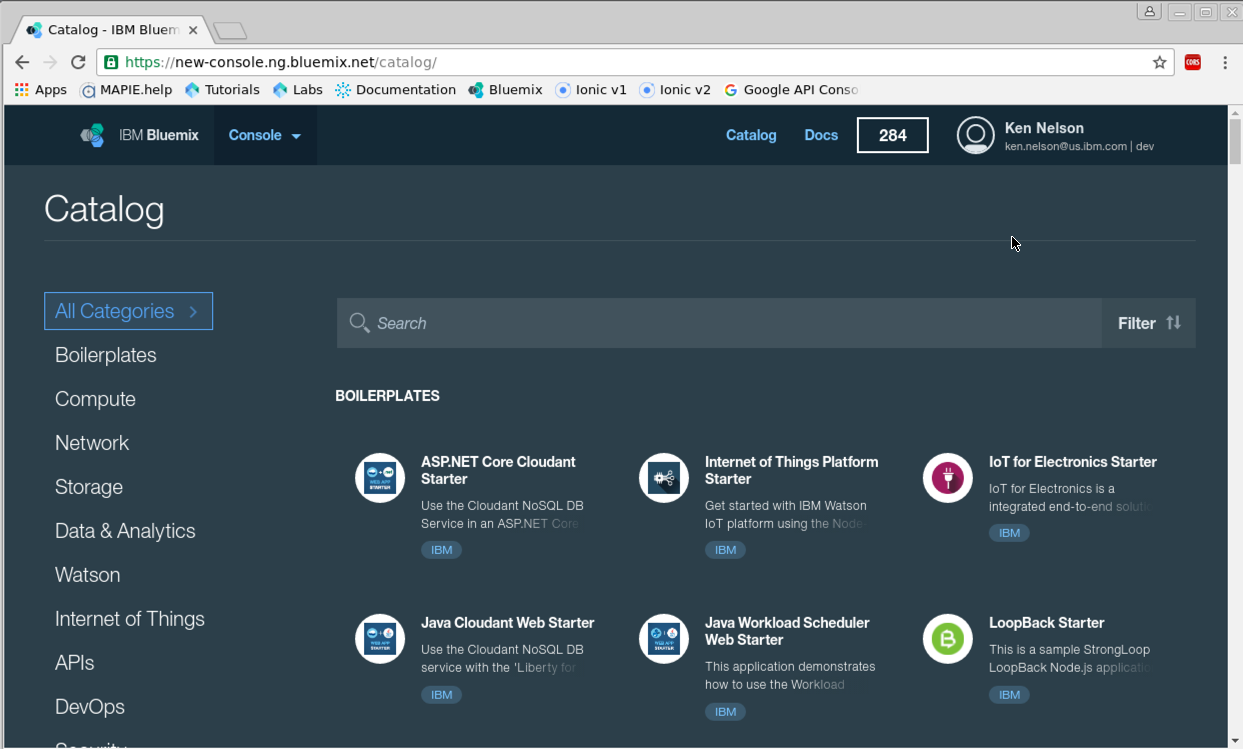 Catalog - IBM Bluem
https://new-console.ng.bluemix.net/catalog/
CORS
Apps MAPIE.help Tutorials Labs Documentation Bluemix Ionic v1 Ionic v2 Google API Conso
IBM Bluemix Console Catalog Docs 284 Ken Nelson
ken.nelson@us.ibm.com | dev
Catalog
All Categories
Boilerplates
Compute
Network
Storage
Data & Analytics
Watson
Internet of Things
APIs
DevOps
Security
Search Filter
BOILERPLATES
ASP.NET Core Cloudant
Starter
Use the Cloudant NoSQL DB
Service in an ASP.NET Core
IBM
Internet of Things Platform
Starter
Get started with IBM Watson
IoT platform using the Node-
IBM
IoT for Electronics Starter
IoT for Electronics is a
integrated end-to-end soluti
IBM
Java Cloudant Web Starter
Use the Cloudant NoSQL DB
service with the 'Liberty for
IBM
Java Workload Scheduler
Web Starter
This application demonstrates
how to use the Workload
IBM
LoopBack Starter
This is a sample StrongLoop
LoopBack Node.js applicatio
IBM